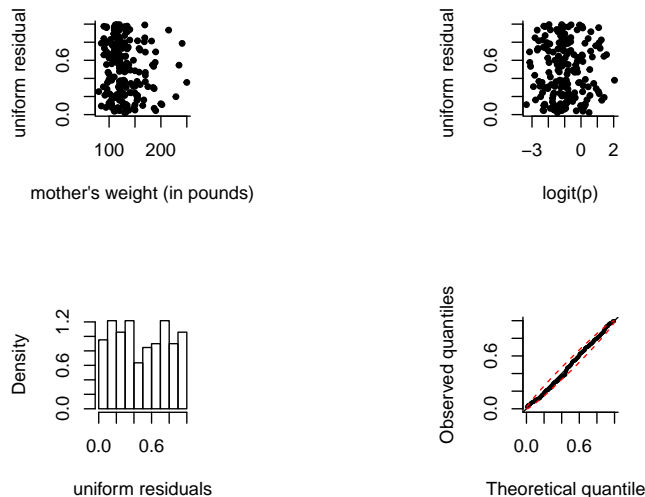 uniform residual
0.0 0.6
100 200
mother's weight (in pounds)
uniform residual
0.0 0.6
−3 0 2
logit(p)
Density
0.0 0.6 1.2
0.0 0.6
uniform residuals
Observed quantiles
0.0 0.6
0.0 0.6
Theoretical quantile